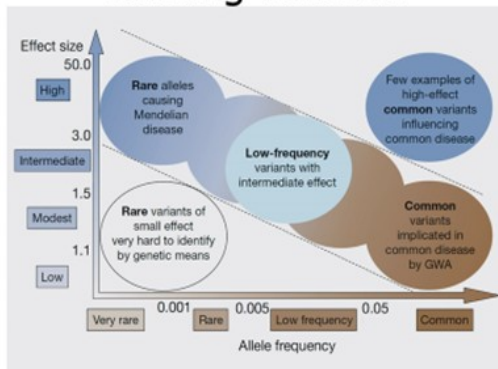 Effect size
50.0
High
3.0
Intermediate
1.5
Modest
1.1
Low
Rare alleles
causing
Mendelian
disease
Few examples of
high-effect
common variants
influencing
common disease
Low-frequency
variants with
intermediate effect
Rare variants of
small effect
very hard to identify
by genetic means
Common
variants
implicated in
common disease
by GWA
0.001
0.005
0.05
Very rare
Rare
Low frequency
Common
Allele frequency